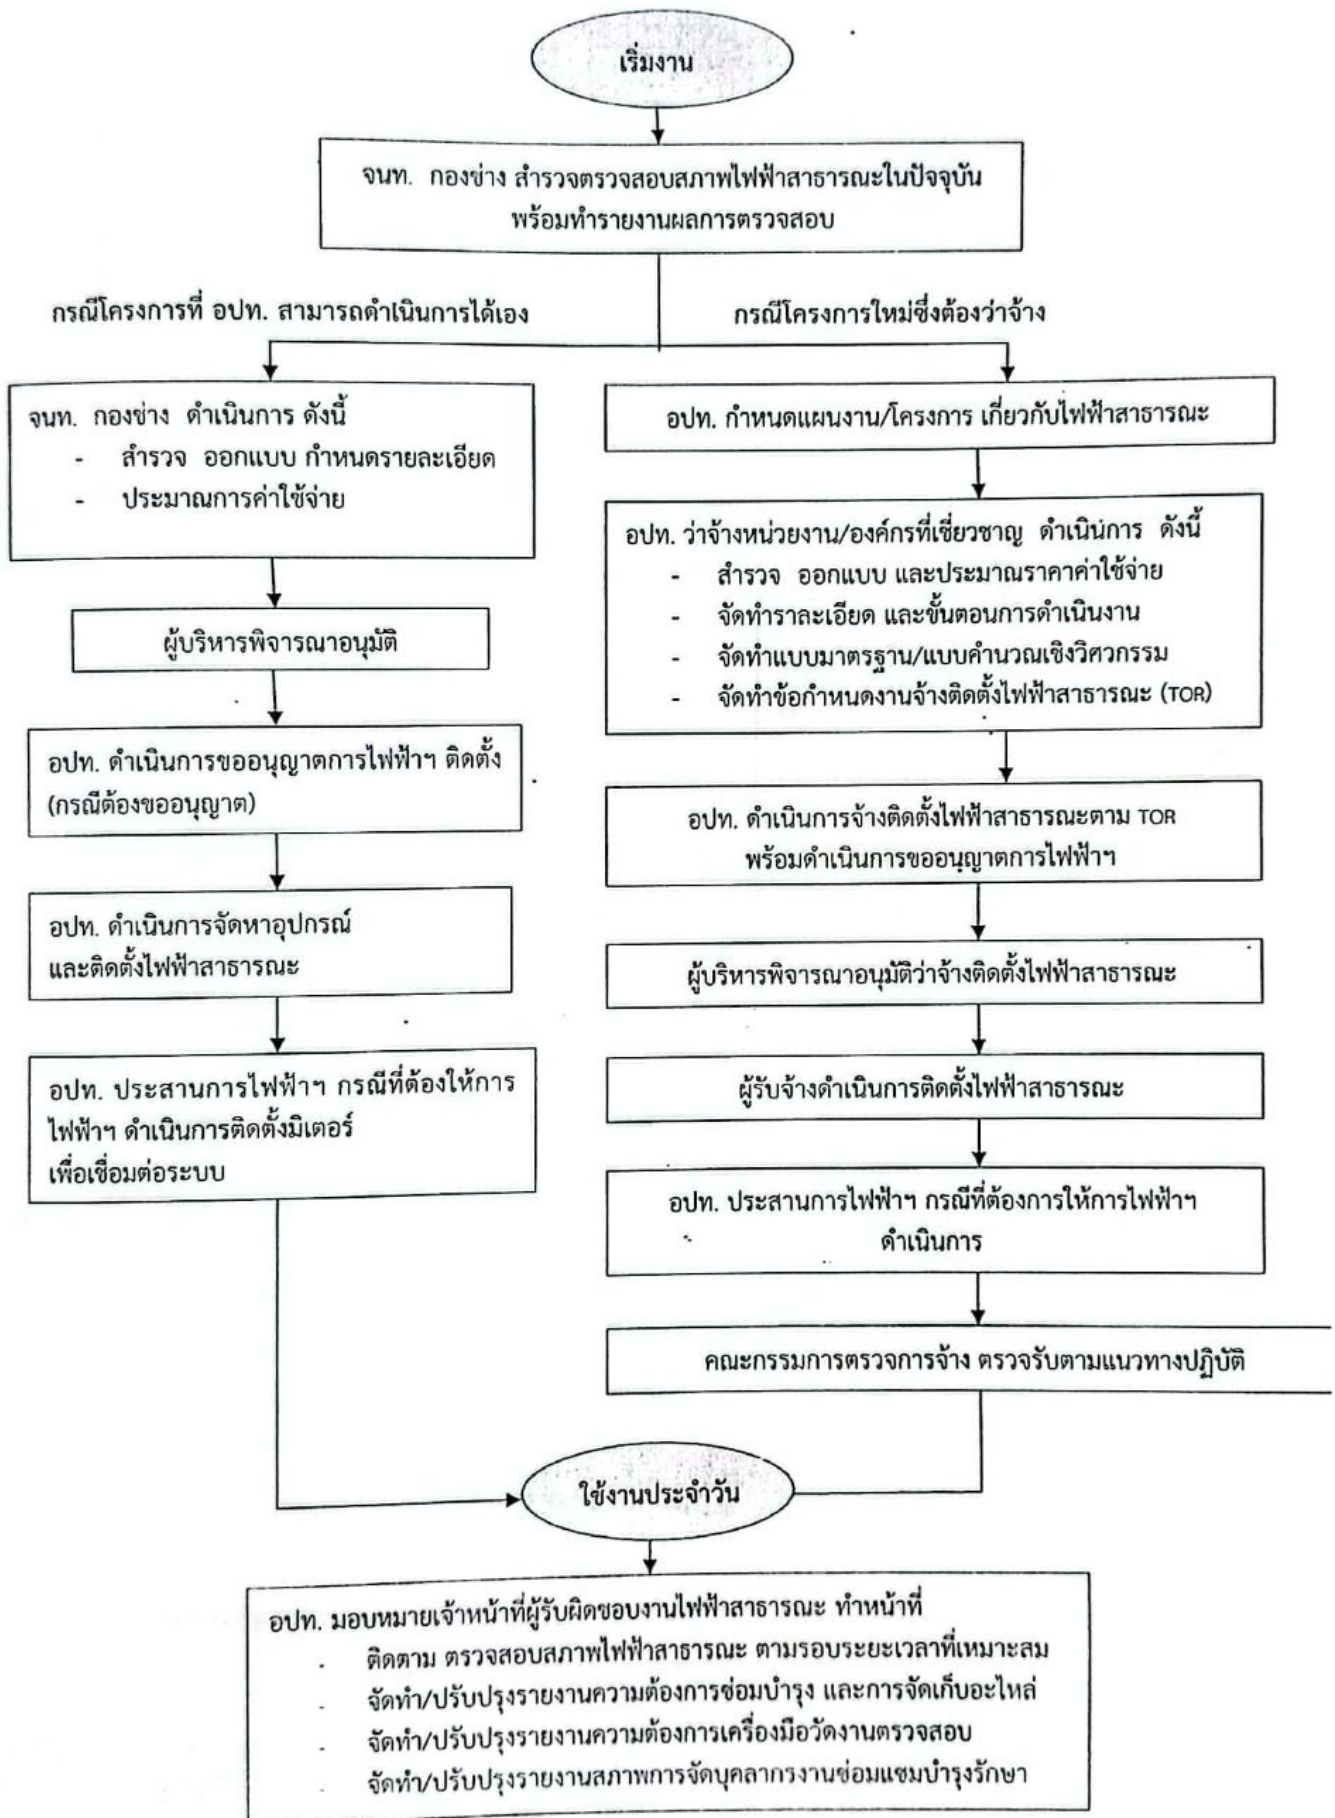 เริ่มงาน
จนท. กองช่าง สำรวจตรวจสอบสภาพไฟฟ้าสาธารณะในปัจจุบัน
พร้อมทำรายงานผลการตรวจสอบ
กรณีโครงการที่ อปท. สามารถดำเนินการได้เอง
กรณีโครงการใหม่ซึ่งต้องว่าจ้าง
จนท. กองช่าง ดำเนินการ ดังนี้
- สำรวจ ออกแบบ กำหนดรายละเอียด
- ประมาณการค่าใช้จ่าย
ผู้บริหารพิจารณาอนุมัติ
อปท. ดำเนินการขออนุญาตการไฟฟ้าฯ ติดตั้ง
(กรณีต้องขออนุญาต)
อปท. ดำเนินการจัดหาอุปกรณ์
และติดตั้งไฟฟ้าสาธารณะ
อปท. ประสานการไฟฟ้าฯ กรณีที่ต้องให้การ
ไฟฟ้าฯ ดำเนินการติดตั้งมิเตอร์
เพื่อเชื่อมต่อระบบ
อปท. กำหนดแผนงาน/โครงการ เกี่ยวกับไฟฟ้าสาธารณะ
อปท. ว่าจ้างหน่วยงาน/องค์กรที่เชี่ยวชาญ ดำเนินการ ดังนี้
- สำรวจ ออกแบบ และประมาณราคาค่าใช้จ่าย
- จัดทำราละเอียด และขั้นตอนการดำเนินงาน
- จัดทำแบบมาตรฐาน/แบบคำนวณเชิงวิศวกรรม
- จัดทำข้อกำหนดงานจ้างติดตั้งไฟฟ้าสาธารณะ (TOR)
อปท. ดำเนินการจ้างติดตั้งไฟฟ้าสาธารณะตาม TOR
พร้อมดำเนินการขออนุญาตการไฟฟ้าฯ
ผู้บริหารพิจารณาอนุมัติว่าจ้างติดตั้งไฟฟ้าสาธารณะ
ผู้รับจ้างดำเนินการติดตั้งไฟฟ้าสาธารณะ
อปท. ประสานการไฟฟ้าฯ กรณีที่ต้องการให้การไฟฟ้าฯ
ดำเนินการ
คณะกรรมการตรวจการจ้าง ตรวจรับตามแนวทางปฏิบัติ
ใช้งานประจำวัน
อปท. มอบหมายเจ้าหน้าที่ผู้รับผิดชอบงานไฟฟ้าสาธารณะ ทำหน้าที่
- ติดตาม ตรวจสอบสภาพไฟฟ้าสาธารณะ ตามรอบระยะเวลาที่เหมาะสม
- จัดทำ/ปรับปรุงรายงานความต้องการซ่อมบำรุง และการจัดเก็บอะไหล่
- จัดทำ/ปรับปรุงรายงานความต้องการเครื่องมือวัดงานตรวจสอบ
- จัดทำ/ปรับปรุงรายงานสภาพการจัดบุคลากรงานซ่อมแซมบำรุงรักษา